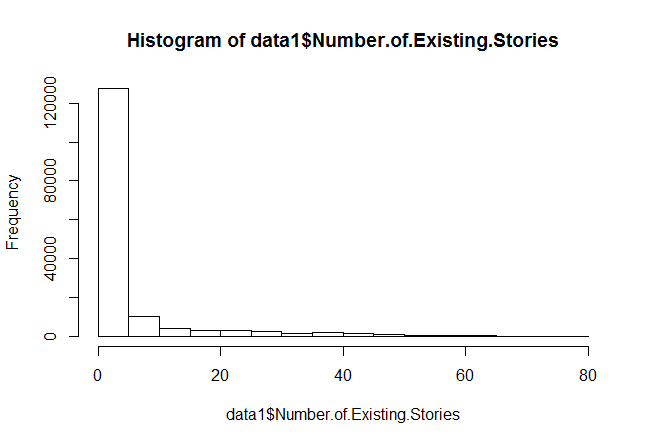 Histogram of data1$Number.of.Existing.Stories
Frequency
120000
80000
40000
0
0 20 40 60 80
data1$Number.of.Existing.Stories